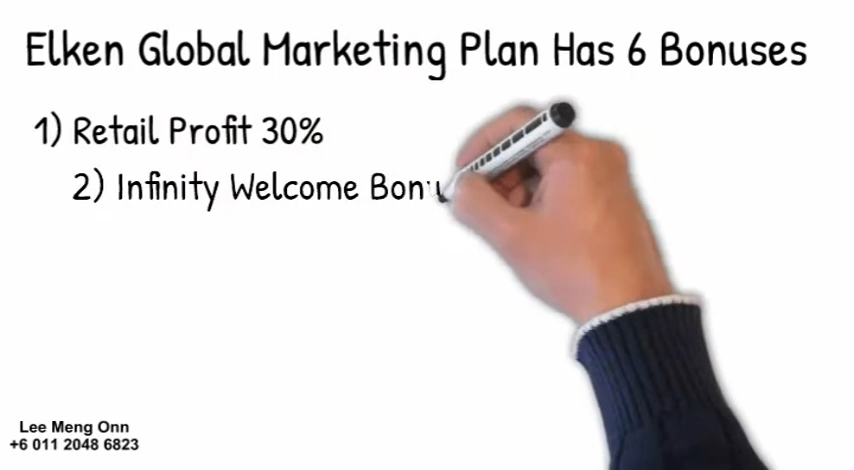 Elken Global Marketing Plan Has 6 Bonuses
1) Retail Profit 30%
2) Infinity Welcome Bonu
Lee Meng Onn
+6 011 2048 6823